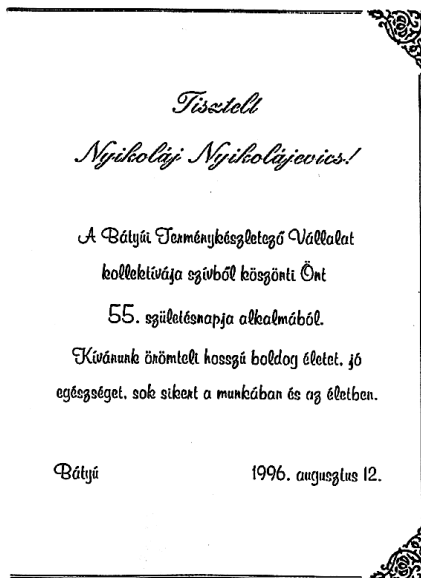 Tisztelt
Nyikoláj Nyikolájevics!
A Bátyúi Terménykészletező Vállalat
kollektívája szívből köszönti Önt
55. születésnapja alkalmából.
Kívánunk örömteli hosszú boldog életet, jó
egészséget, sok sikert a munkában és az életben.
Bátyú 1996. augusztus 12.